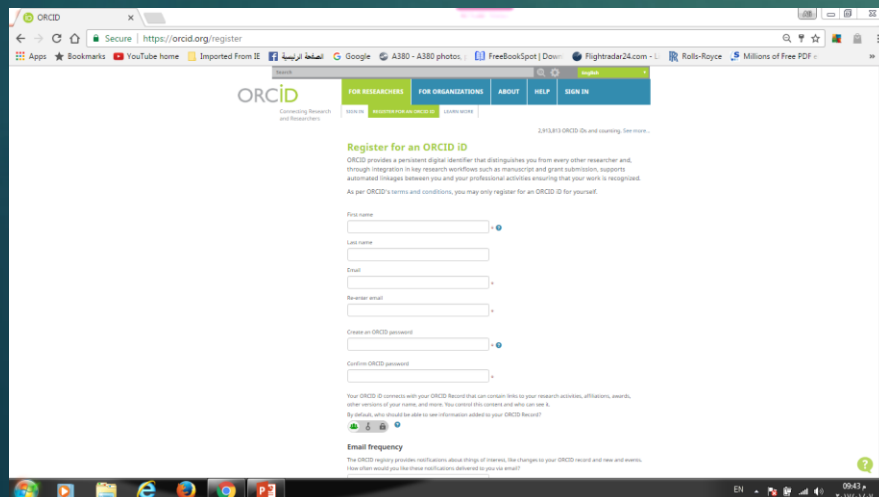 ORCID
Secure | https://orcid.org/register
Apps Bookmarks YouTube home Imported From IE الصفحة الرئيسية Google A380 - A380 photos, FreeBookSpot | Down Flightradar24.com - L Rolls-Royce Millions of Free PDF e »
Search English
ORCID
FOR RESEARCHERS FOR ORGANIZATIONS ABOUT HELP SIGN IN
Connecting Research
and Researchers
SIGN IN REGISTER FOR AN ORCID ID LEARN MORE
See more...
Register for an ORCID iD
ORCID provides a persistent digital identifier that distinguishes you from every other researcher and,
through integration in key research workflows such as manuscript and grant submission, supports
automated linkages between you and your professional activities ensuring that your work is recognized.
As per ORCID's terms and conditions, you may only register for an ORCID iD for yourself.
First name
Last name
Email
Re-enter email
Create an ORCID password
Confirm ORCID password
Your ORCID iD connects with your ORCID Record that can contain links to your research activities, affiliations, awards,
other versions of your name, and more. You control this content and who can see it.
By default, who should be able to see information added to your ORCID Record?
Email frequency
The ORCID registry provides notifications about things of interest, like changes to your ORCID record and new and events.
How often would you like these notifications delivered to you via email?
EN 09:43 م